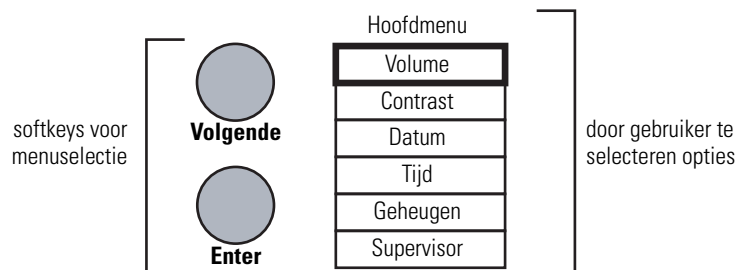 softkeys voor
menuselectie
Volgende
Enter
Hoofdmenu
Volume
Contrast
Datum
Tijd
Geheugen
Supervisor
door gebruiker te
selecteren opties